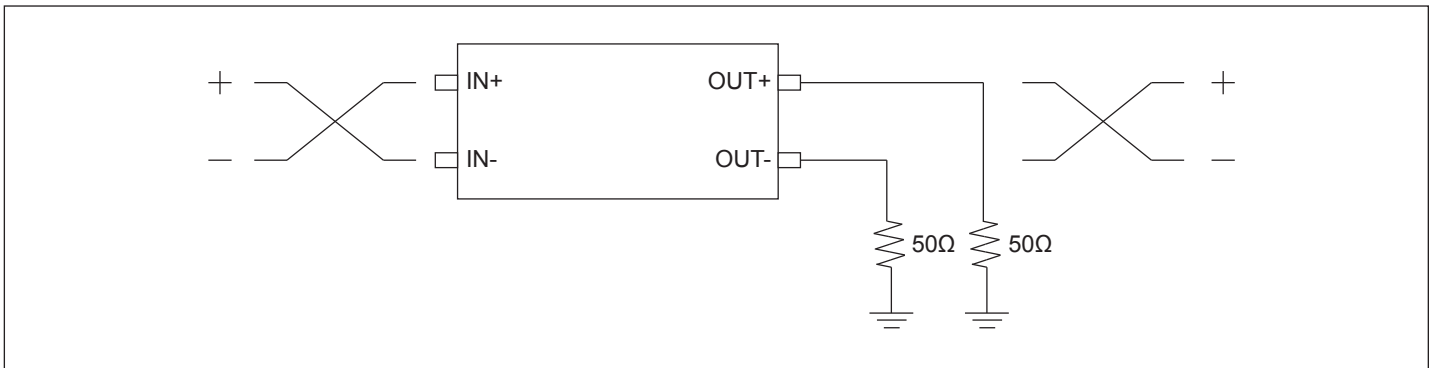 + IN+ OUT+ +
− IN- OUT- −
50Ω 50Ω